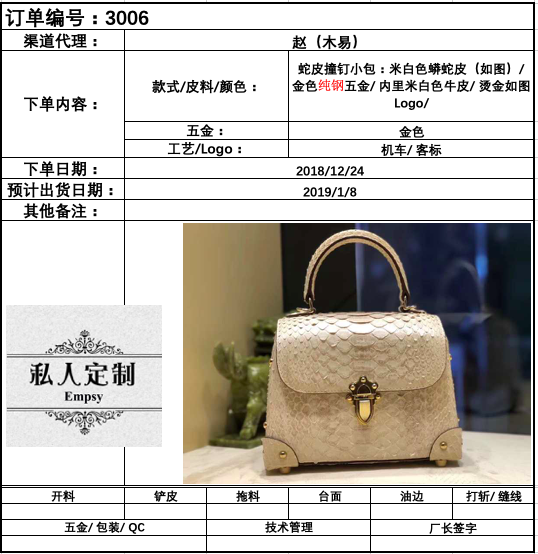 订单编号：3006
渠道代理： 赵（木易）
下单内容：
款式/皮料/颜色：
蛇皮撞钉小包：米白色蟒蛇皮（如图）/
金色纯钢五金/ 内里米白色牛皮/ 烫金如图
Logo/
五金： 金色
工艺/Logo： 机车/ 客标
下单日期： 2018/12/24
预计出货日期： 2019/1/8
其他备注：
私人定制
Empsy
开料 铲皮 拖料 台面 油边 打斩/ 缝线
五金/ 包装/ QC 技术管理 厂长签字